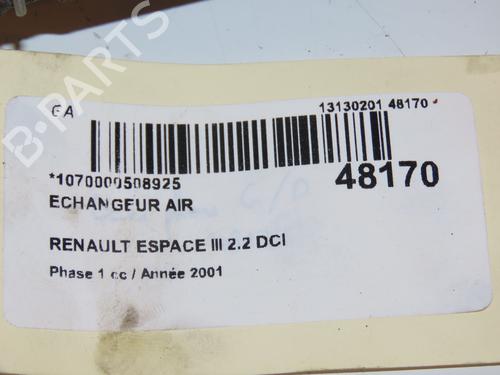 GA
13130201 48170
*1070000508925
48170
ECHANGEUR AIR
RENAULT ESPACE III 2.2 DCI
Phase 1 cc / Année 2001
B-PARTS